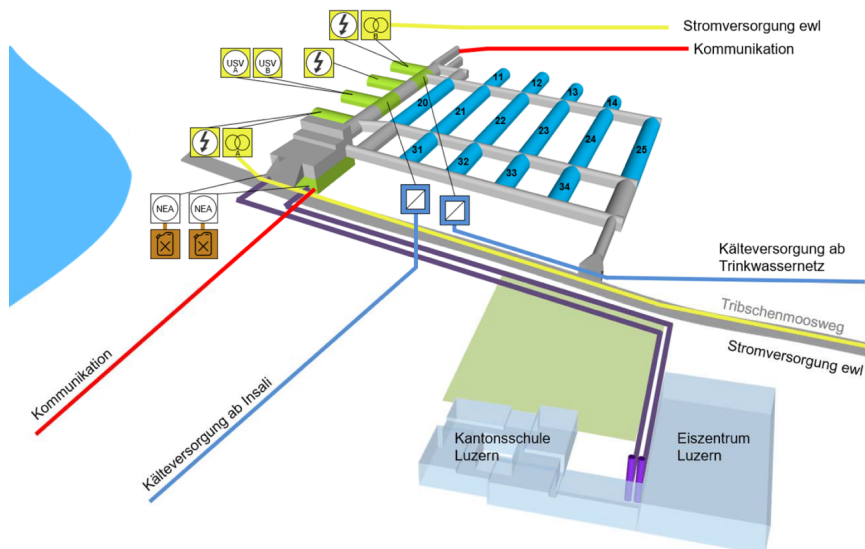 Stromversorgung ewl
Kommunikation
B
USV
A
USV
B
11
12
13
14
20
21
22
23
24
25
31
32
33
34
A
NEA
NEA
Kälteversorgung ab
Trinkwassernetz
Tribschenmoosweg
Stromversorgung ewl
Kommunikation
Kälteversorgung ab Insali
Kantonsschule
Luzern
Eiszentrum
Luzern